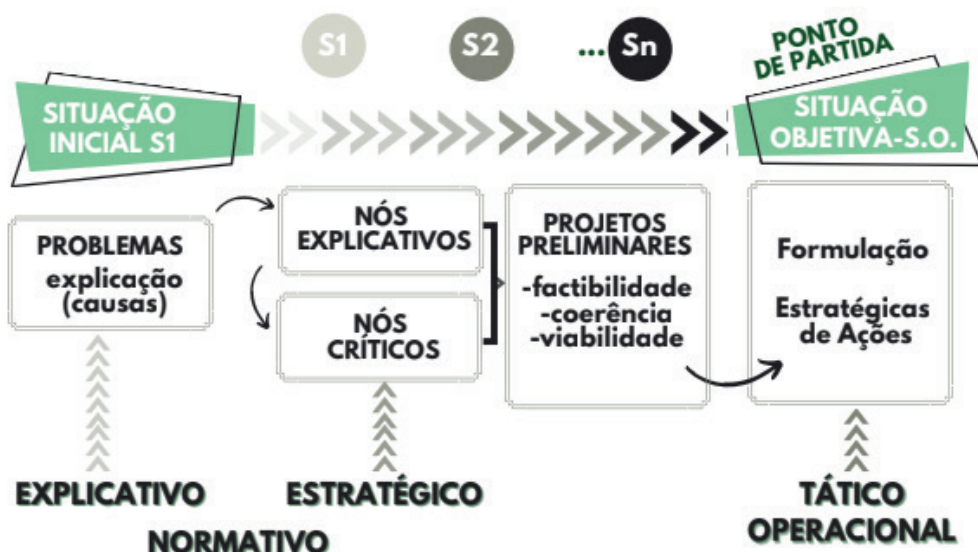 S1
S2
...
Sn
PONTO
DE PARTIDA
SITUAÇÃO
INICIAL S1
SITUAÇÃO
OBJETIVA-S.O.
PROBLEMAS
explicação
(causas)
NÓS
EXPLICATIVOS
NÓS
CRÍTICOS
PROJETOS
PRELIMINARES
-factibilidade
-coerência
-viabilidade
Formulação
Estratégicas
de Ações
EXPLICATIVO
NORMATIVO
ESTRATÉGICO
TÁTICO
OPERACIONAL